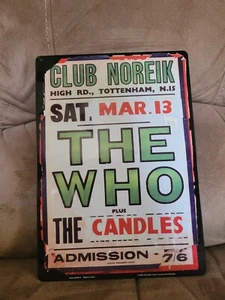 CLUB NOREIK
HIGH RD., TOTTENHAM, N.15
SAT. MAR. 13
THE
WHO
PLUS
THE CANDLES
ADMISSION - 7/6